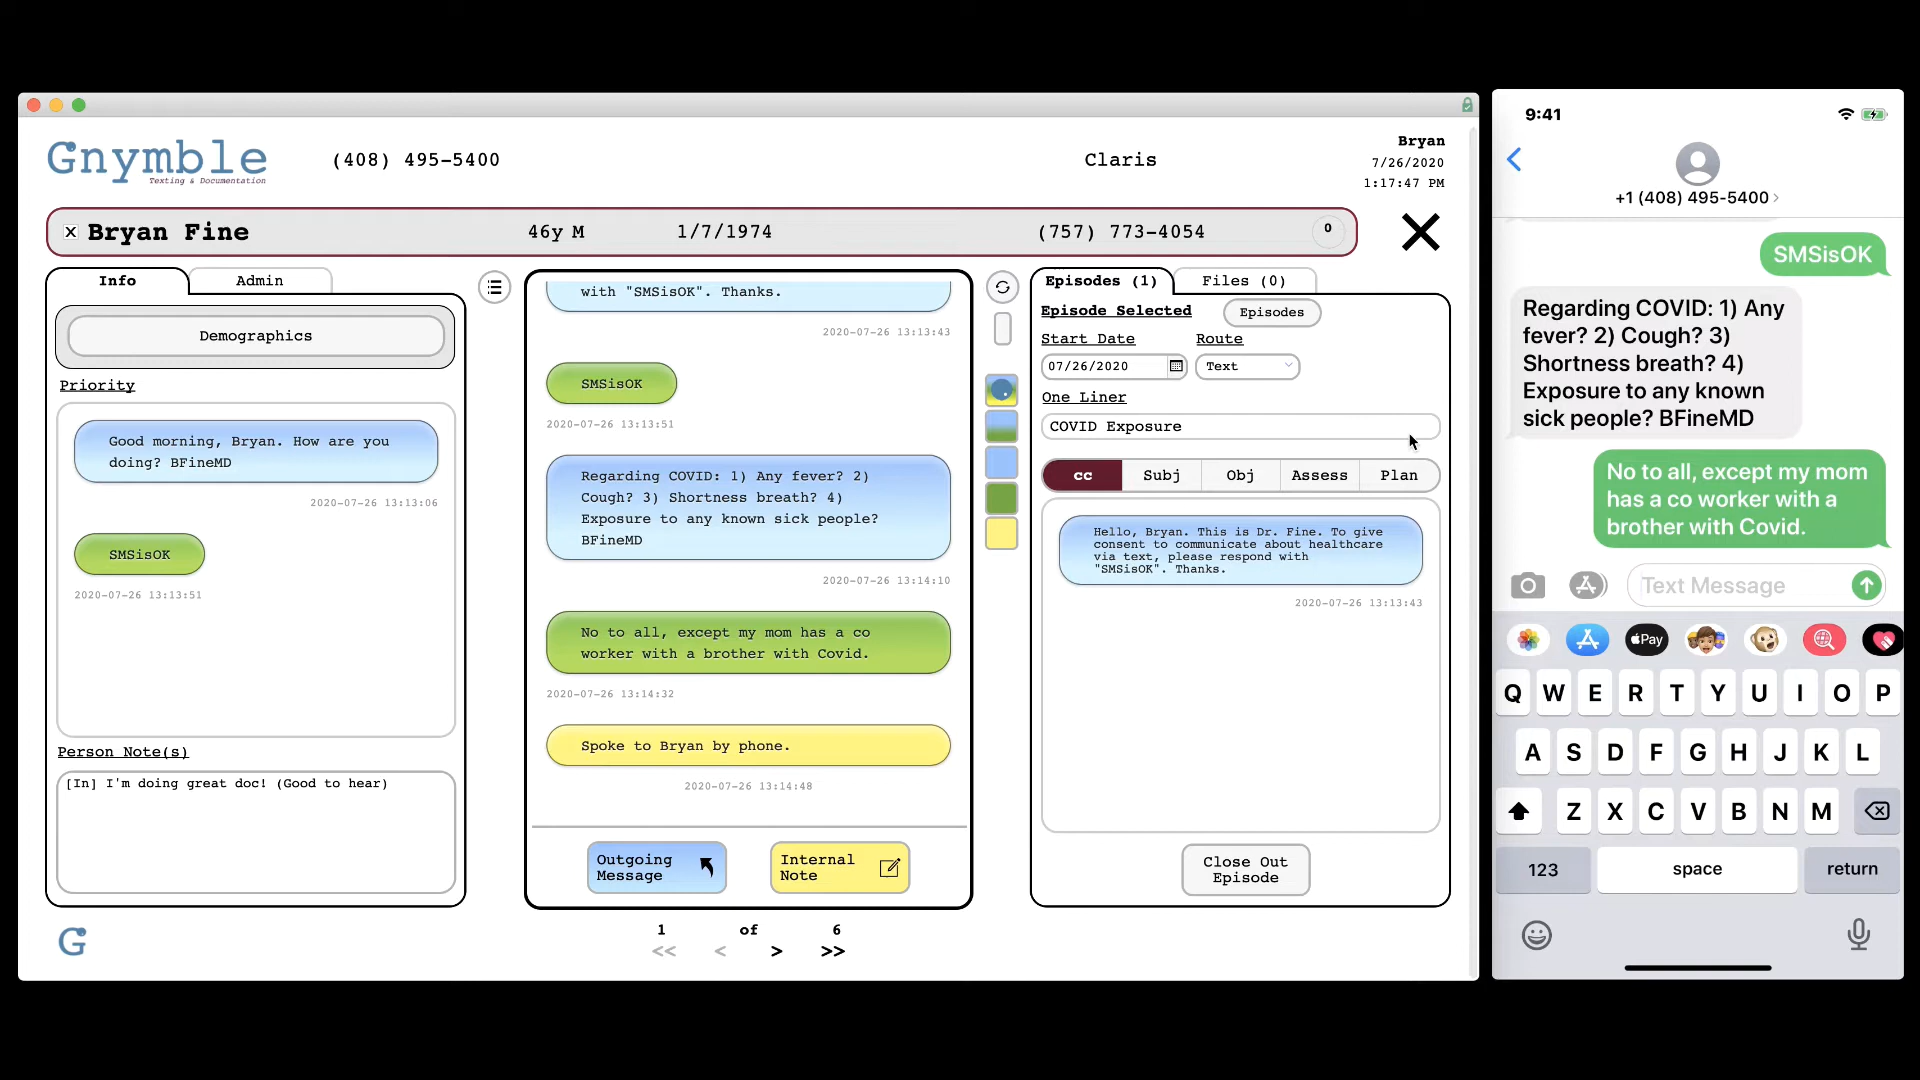 Gnymble
Texting & Documentation
(408) 495-5400
Claris
Bryan
7/26/2020
1:17:47 PM
X Bryan Fine
46y M
1/7/1974
(757) 773-4054
0
Info
Admin
Demographics
Priority
Good morning, Bryan. How are you
doing? BFineMD
2020-07-26 13:13:06
SMSisOK
2020-07-26 13:13:51
Person Note(s)
[In] I'm doing great doc! (Good to hear)
G
with "SMSisOK". Thanks.
2020-07-26 13:13:43
SMSisOK
2020-07-26 13:13:51
Regarding COVID: 1) Any fever? 2)
Cough? 3) Shortness breath? 4)
Exposure to any known sick people?
BFineMD
2020-07-26 13:14:10
No to all, except my mom has a co
worker with a brother with Covid.
2020-07-26 13:14:32
Spoke to Bryan by phone.
2020-07-26 13:14:48
Outgoing
Message
Internal
Note
1 of 6
<< < > >>
Episodes (1)
Files (0)
Episode Selected
Episodes
Start Date
Route
07/26/2020
Text
One Liner
COVID Exposure
cc
Subj
Obj
Assess
Plan
Hello, Bryan. This is Dr. Fine. To give
consent to communicate about healthcare
via text, please respond with
"SMSisOK". Thanks.
2020-07-26 13:13:43
Close Out
Episode
9:41
+1 (408) 495-5400 >
SMSisOK
Regarding COVID: 1) Any
fever? 2) Cough? 3)
Shortness breath? 4)
Exposure to any known
sick people? BFineMD
No to all, except my mom
has a co worker with a
brother with Covid.
Text Message
Pay
Q W E R T Y U I O P
A S D F G H J K L
Z X C V B N M
123
space
return